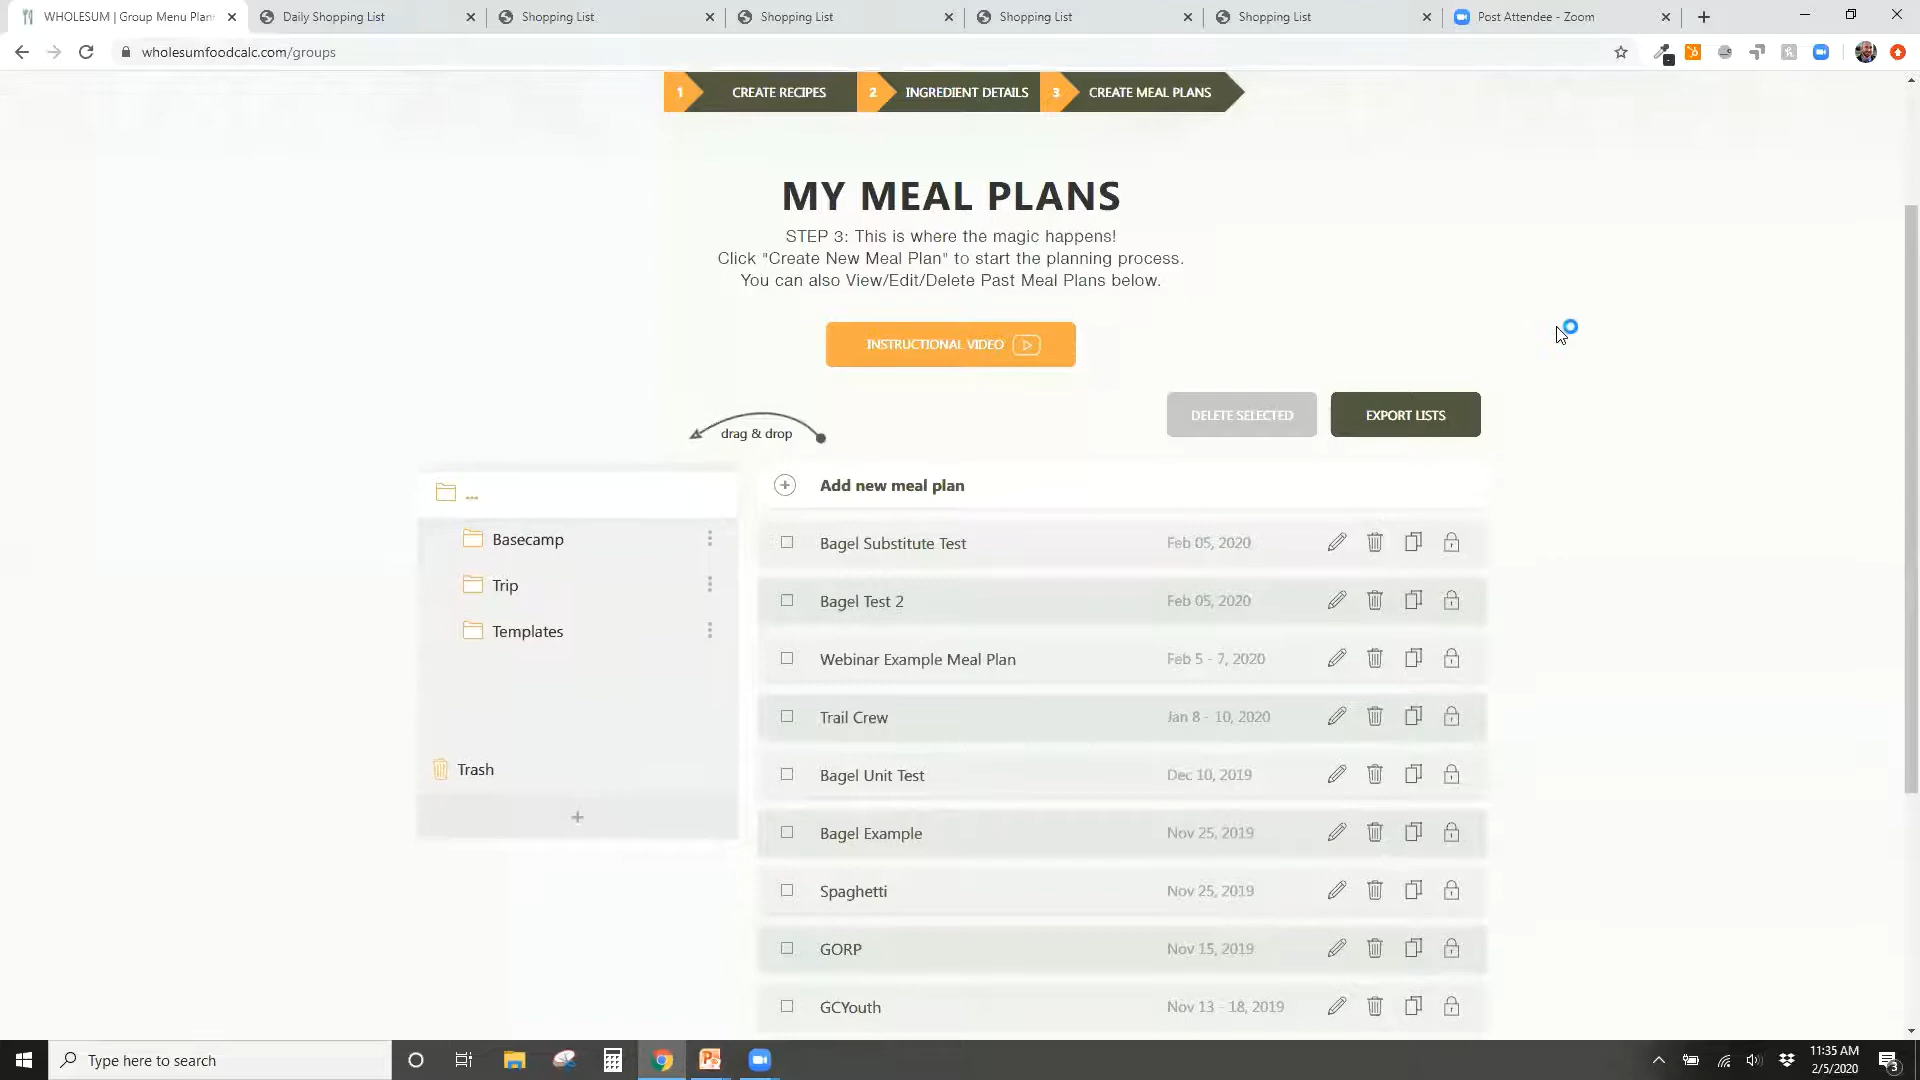 WHOLESUM | Group Menu Plan
Daily Shopping List
Shopping List
Shopping List
Shopping List
Shopping List
Post Attendee - Zoom
wholesumfoodcalc.com/groups
1 CREATE RECIPES
2 INGREDIENT DETAILS
3 CREATE MEAL PLANS
MY MEAL PLANS
STEP 3: This is where the magic happens!
Click "Create New Meal Plan" to start the planning process.
You can also View/Edit/Delete Past Meal Plans below.
INSTRUCTIONAL VIDEO
DELETE SELECTED
EXPORT LISTS
drag & drop
...
Basecamp
Trip
Templates
Trash
+
Add new meal plan
Bagel Substitute Test Feb 05, 2020
Bagel Test 2 Feb 05, 2020
Webinar Example Meal Plan Feb 5 - 7, 2020
Trail Crew Jan 8 - 10, 2020
Bagel Unit Test Dec 10, 2019
Bagel Example Nov 25, 2019
Spaghetti Nov 25, 2019
GORP Nov 15, 2019
GCYouth Nov 13 - 18, 2019
Type here to search
11:35 AM
2/5/2020
3